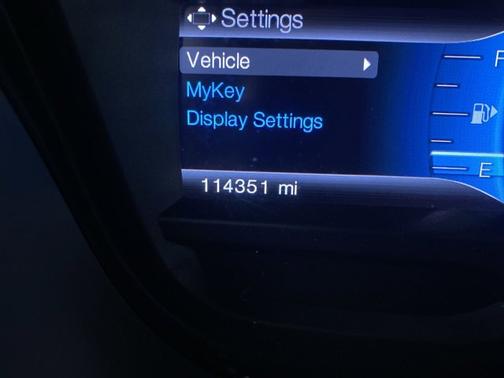 Settings
Vehicle
MyKey
Display Settings
114351 mi
F
E